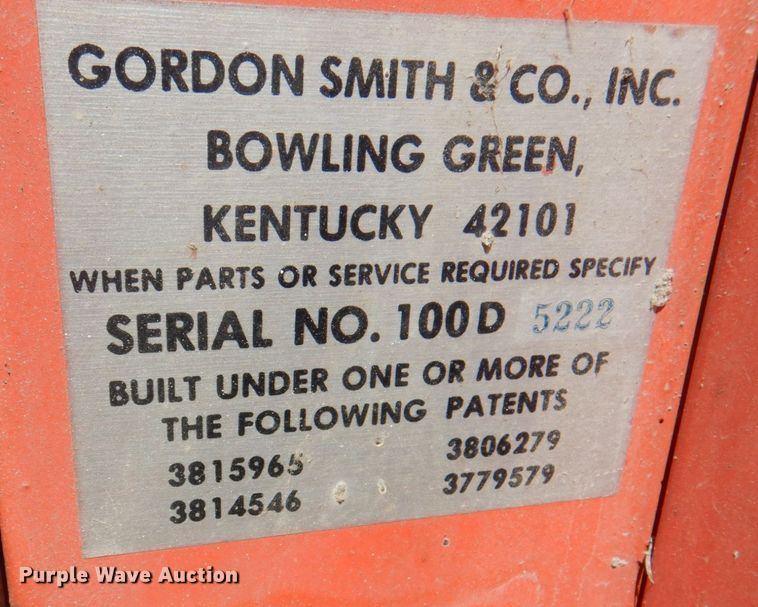 GORDON SMITH & CO., INC.
BOWLING GREEN,
KENTUCKY 42101
WHEN PARTS OR SERVICE REQUIRED SPECIFY
SERIAL NO. 100D 5222
BUILT UNDER ONE OR MORE OF
THE FOLLOWING PATENTS
3815965 3806279
3814546 3779579
Purple Wave Auction